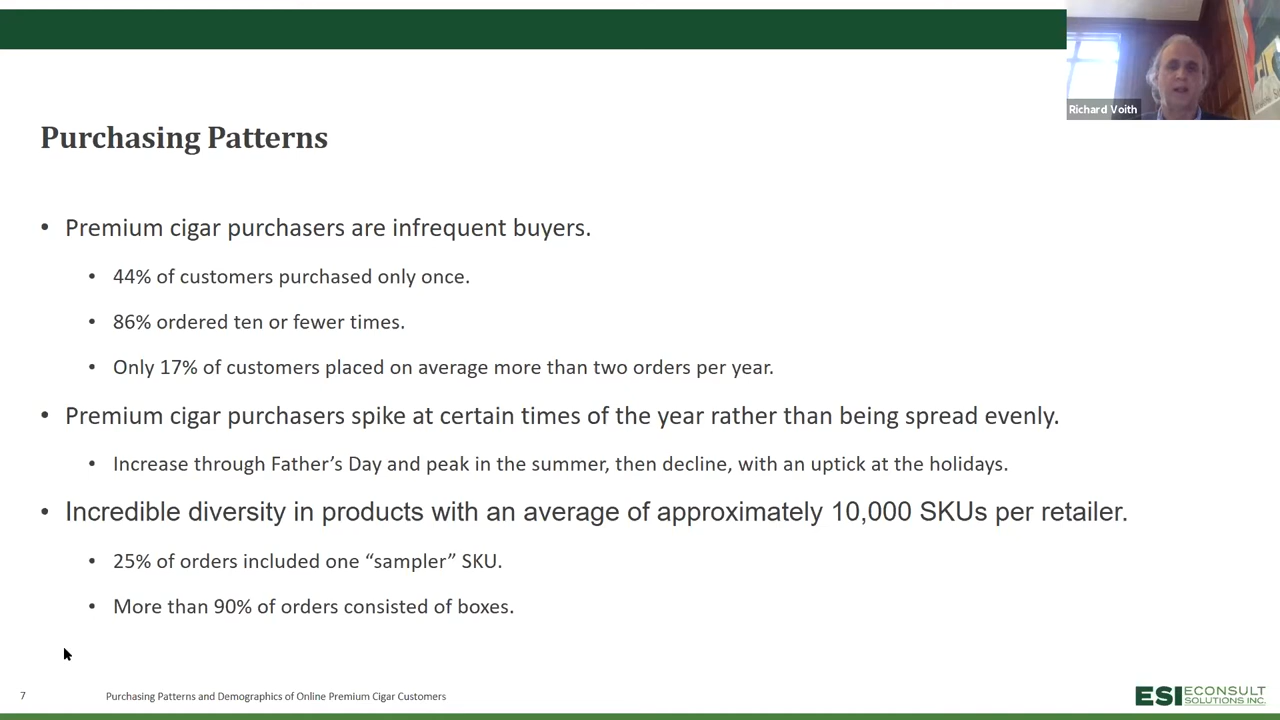 Richard Voith
Purchasing Patterns
• Premium cigar purchasers are infrequent buyers.
• 44% of customers purchased only once.
• 86% ordered ten or fewer times.
• Only 17% of customers placed on average more than two orders per year.
• Premium cigar purchasers spike at certain times of the year rather than being spread evenly.
• Increase through Father’s Day and peak in the summer, then decline, with an uptick at the holidays.
• Incredible diversity in products with an average of approximately 10,000 SKUs per retailer.
• 25% of orders included one “sampler” SKU.
• More than 90% of orders consisted of boxes.
7 Purchasing Patterns and Demographics of Online Premium Cigar Customers
ESI ECONSULT
SOLUTIONS INC.